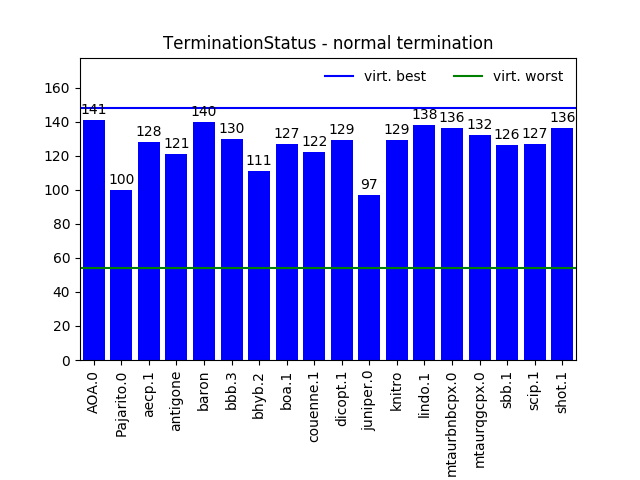 TerminationStatus - normal termination
virt. best
virt. worst
160
140
120
100
80
60
40
20
0
141
100
128
121
140
130
111
127
122
129
97
129
138
136
132
126
127
136
AOA.0
Pajarito.0
aecp.1
antigone
baron
bbb.3
bhyb.2
boa.1
couenne.1
dicopt.1
juniper.0
knitro
lindo.1
mtaurbnbcpx.0
mtaurqgcpx.0
sbb.1
scip.1
shot.1